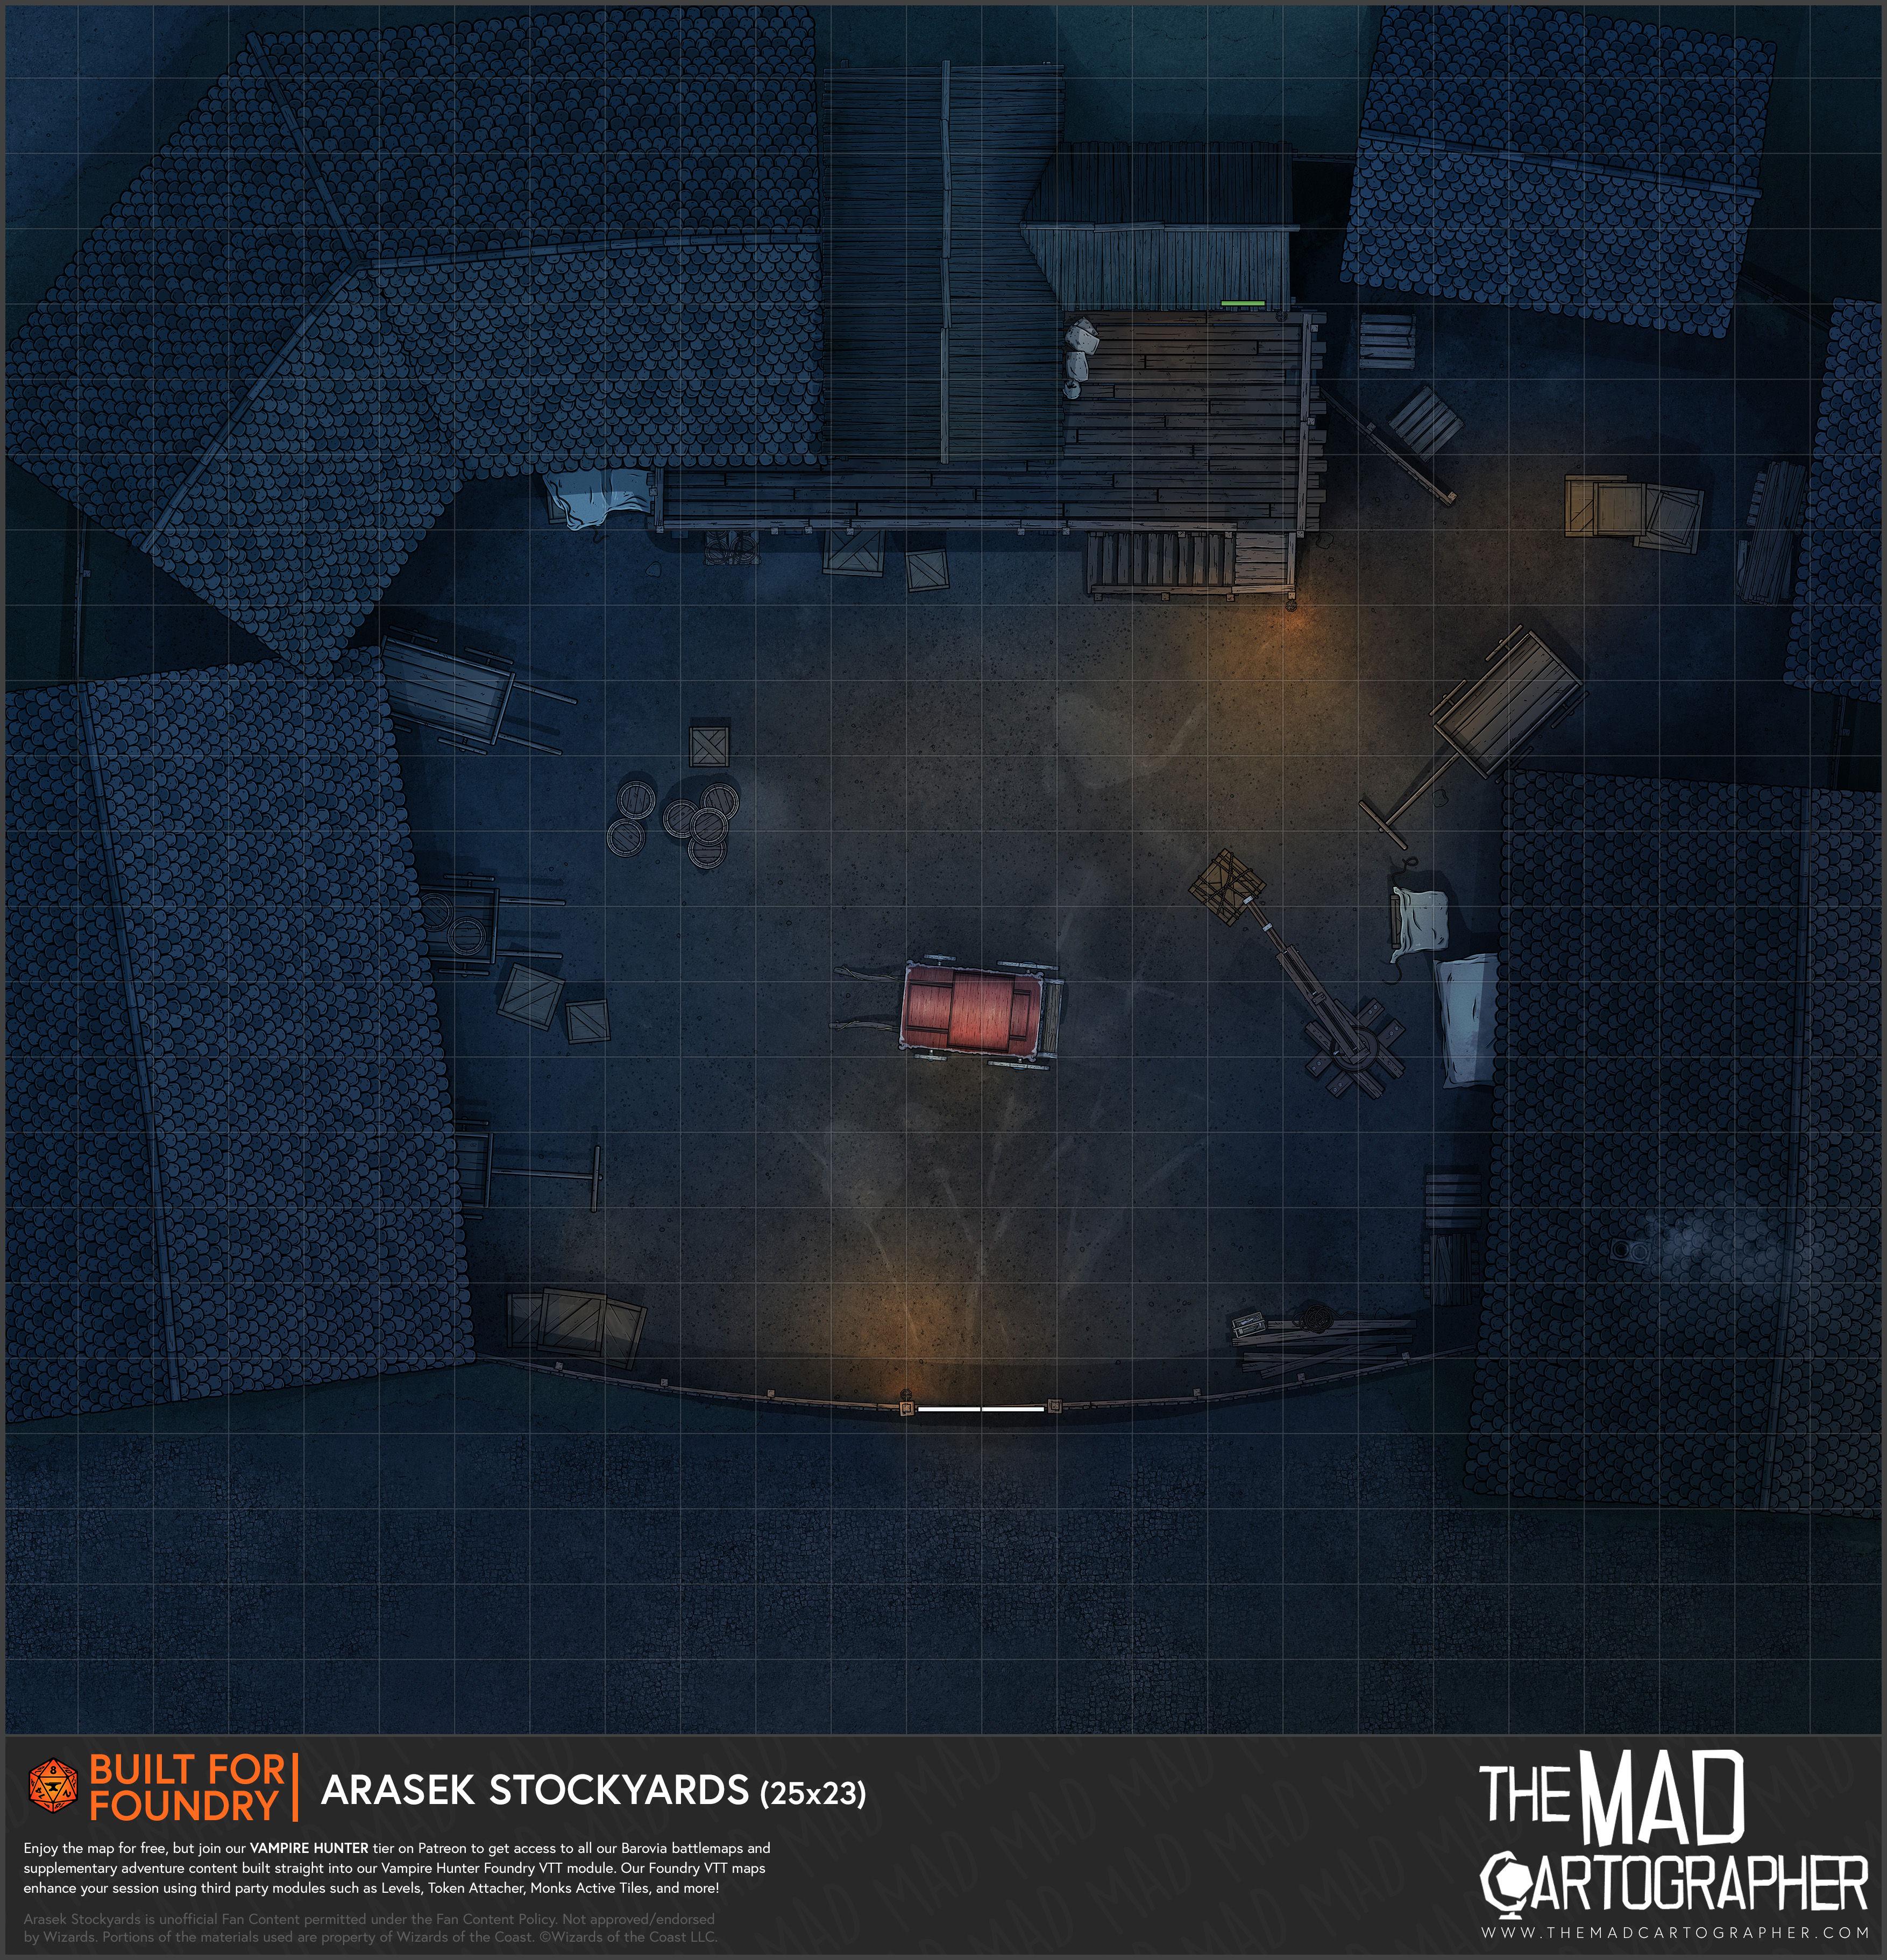 BUILT FOR
FOUNDRY
ARASEK STOCKYARDS (25x23)
Enjoy the map for free, but join our VAMPIRE HUNTER tier on Patreon to get access to all our Barovia battlemaps and
supplementary adventure content built straight into our Vampire Hunter Foundry VTT module. Our Foundry VTT maps
enhance your session using third party modules such as Levels, Token Attacher, Monks Active Tiles, and more!
Arasek Stockyards is unofficial Fan Content permitted under the Fan Content Policy. Not approved/endorsed
by Wizards. Portions of the materials used are property of Wizards of the Coast. ©Wizards of the Coast LLC.
THE MAD
CARTOGRAPHER
WWW.THEMADCARTOGRAPHER.COM